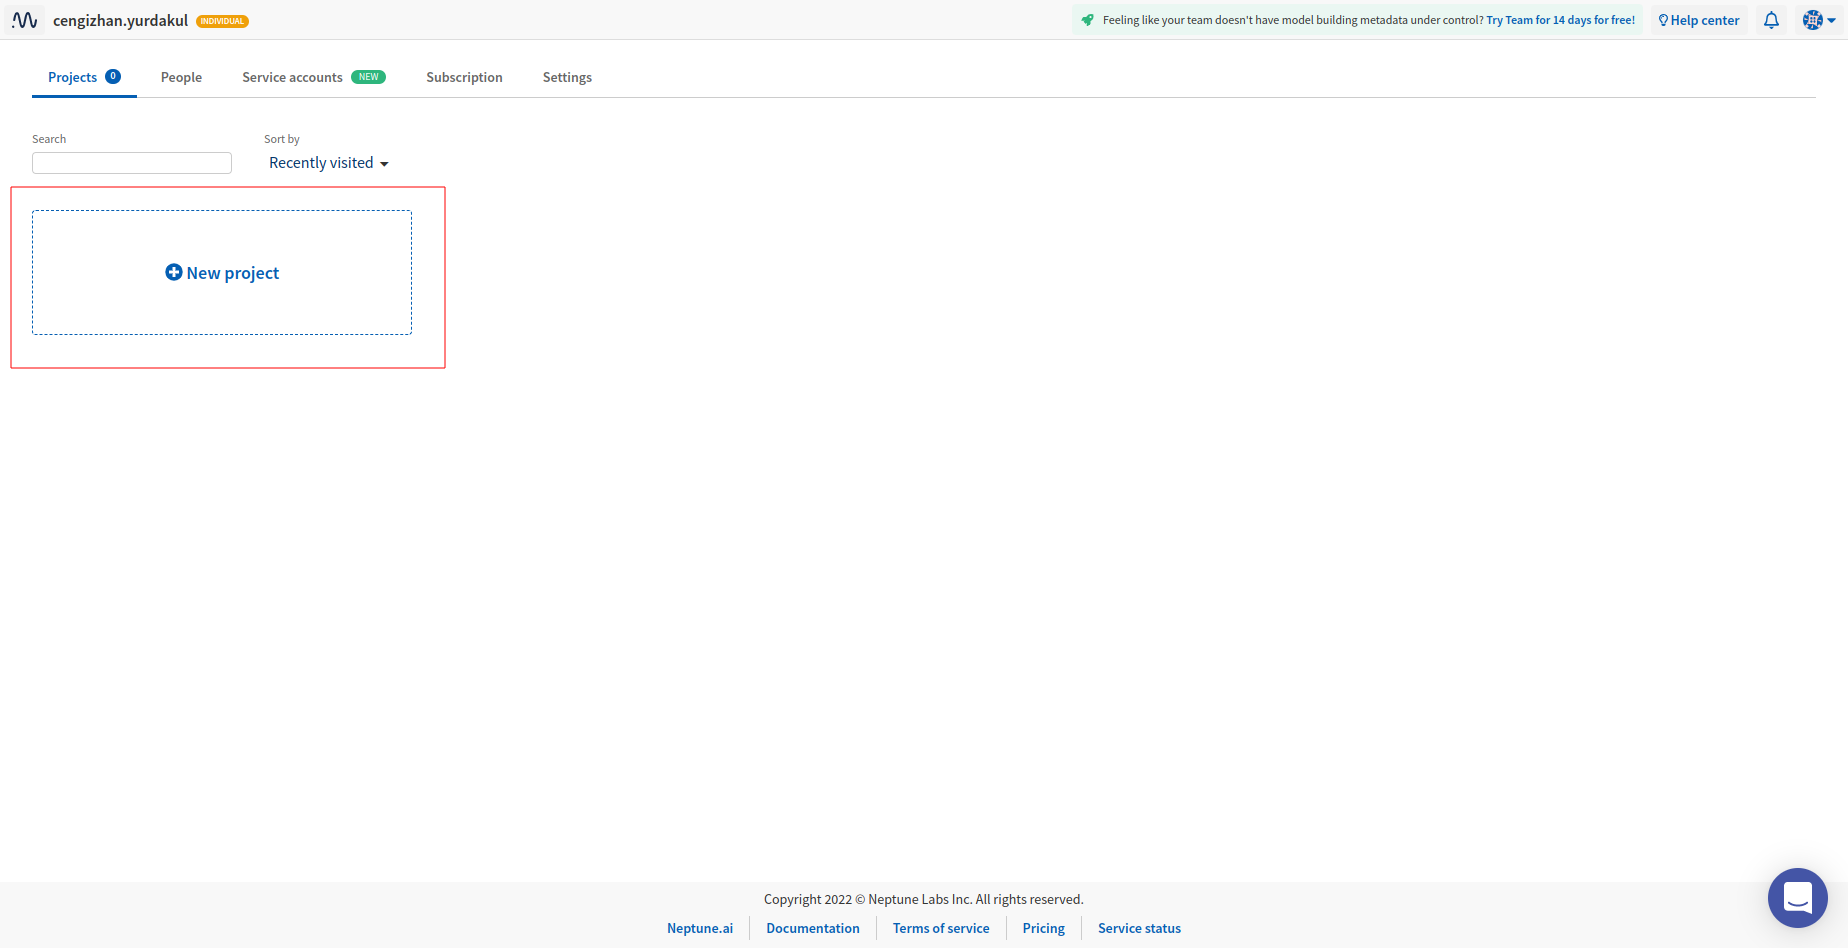 cengizhan.yurdakul INDIVIDUAL
Feeling like your team doesn't have model building metadata under control? Try Team for 14 days for free! Help center
Projects 0 People Service accounts NEW Subscription Settings
Search Sort by
Recently visited
New project
Copyright 2022 © Neptune Labs Inc. All rights reserved.
Neptune.ai Documentation Terms of service Pricing Service status